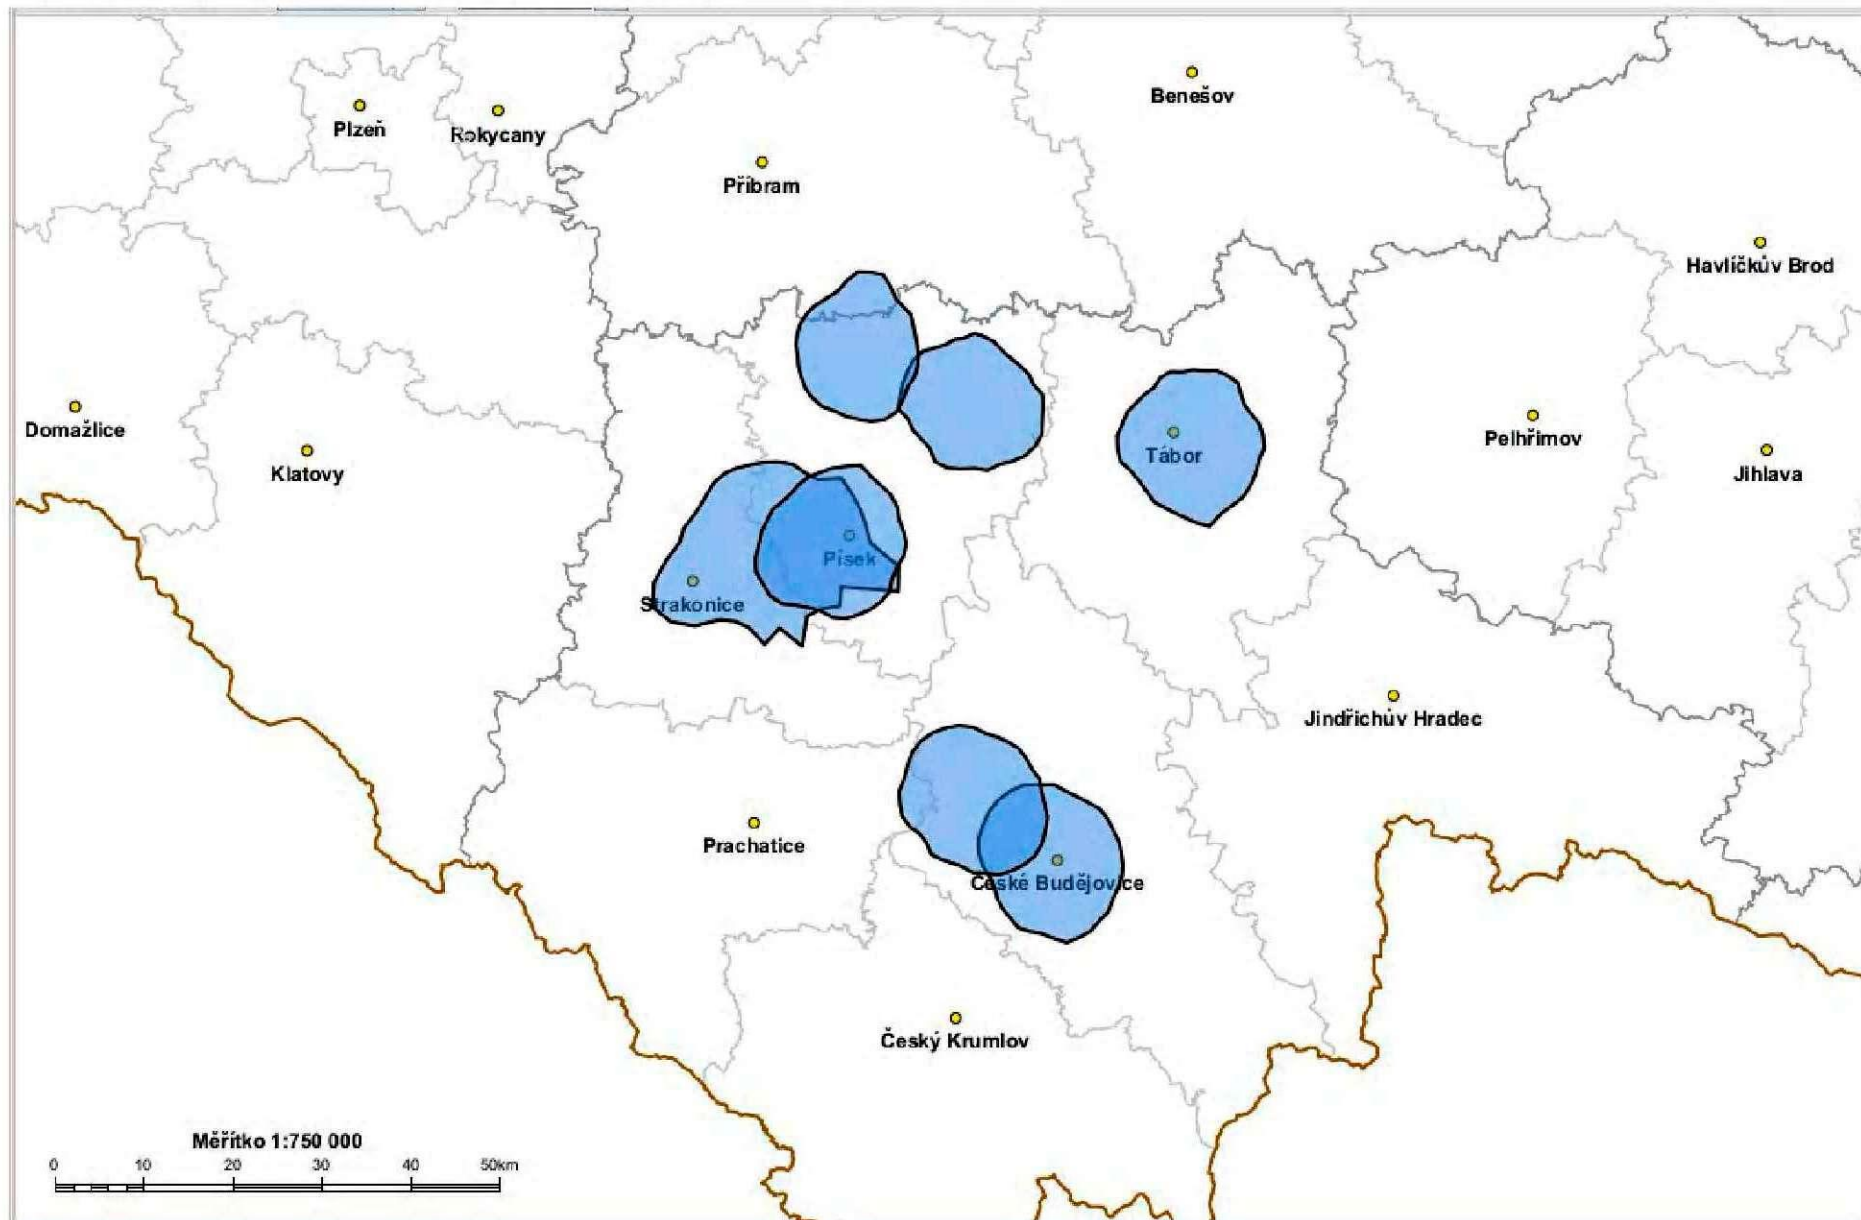 Benešov
Plzeň
Rokycany
Příbram
Havlíčkův Brod
Domažlice
Klatovy
Tábor
Pelhřimov
Jihlava
Písek
Strakonice
Jindřichův Hradec
Prachatice
České Budějovice
Český Krumlov
Měřítko 1:750 000
0 10 20 30 40 50km